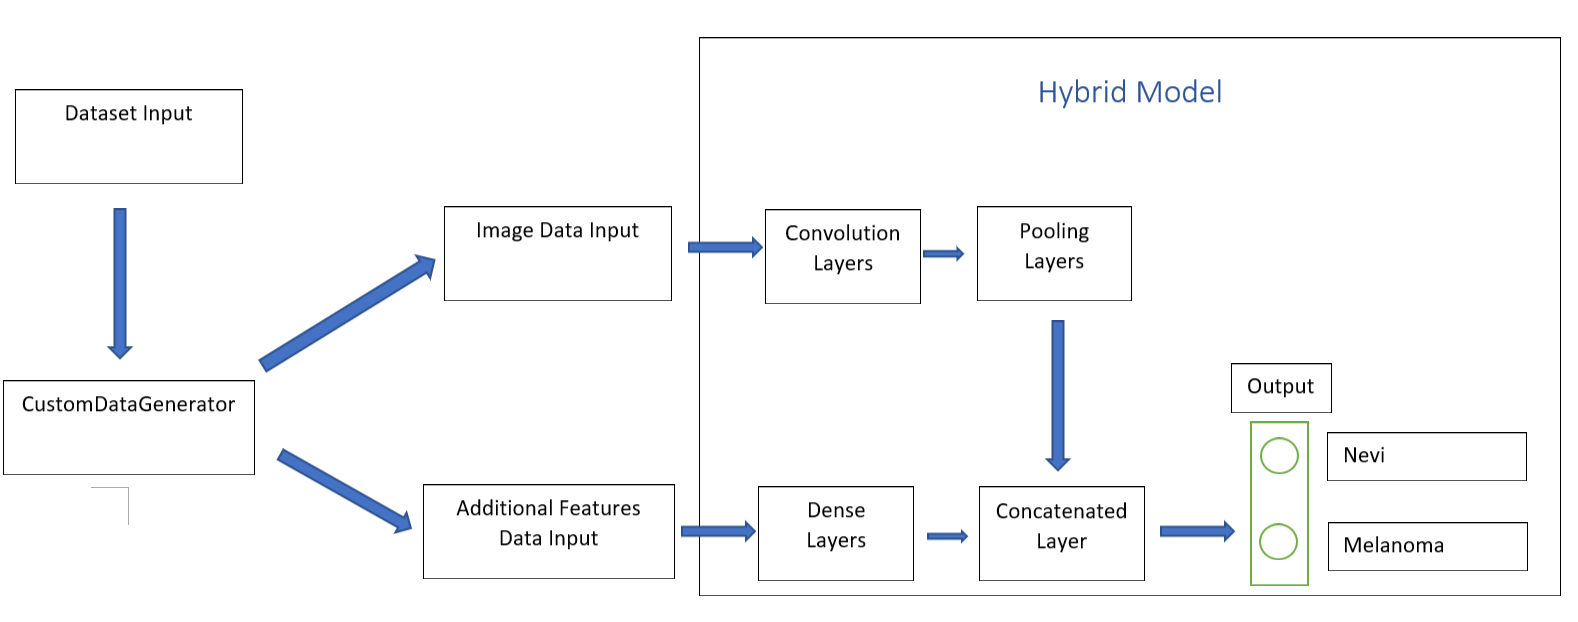 Hybrid Model
Dataset Input
Image Data Input
Convolution
Layers
Pooling
Layers
CustomDataGenerator
Output
Nevi
Additional Features
Data Input
Dense
Layers
Concatenated
Layer
Melanoma